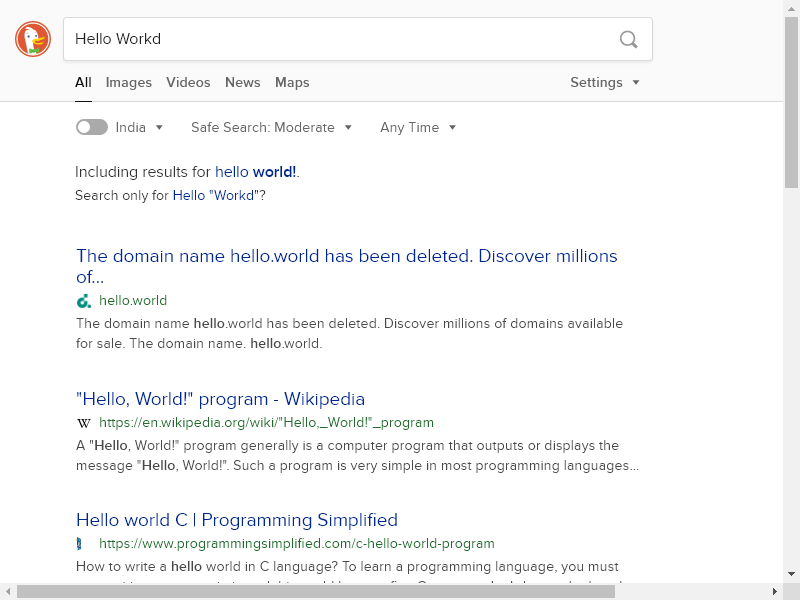 Hello Workd
All Images Videos News Maps Settings
India Safe Search: Moderate Any Time
Including results for hello world!.
Search only for Hello "Workd"?
The domain name hello.world has been deleted. Discover millions
of...
hello.world
The domain name hello.world has been deleted. Discover millions of domains available
for sale. The domain name. hello.world.
"Hello, World!" program - Wikipedia
W https://en.wikipedia.org/wiki/"Hello,_World!"_program
A "Hello, World!" program generally is a computer program that outputs or displays the
message "Hello, World!". Such a program is very simple in most programming languages...
Hello world C | Programming Simplified
https://www.programmingsimplified.com/c-hello-world-program
How to write a hello world in C language? To learn a programming language, you must